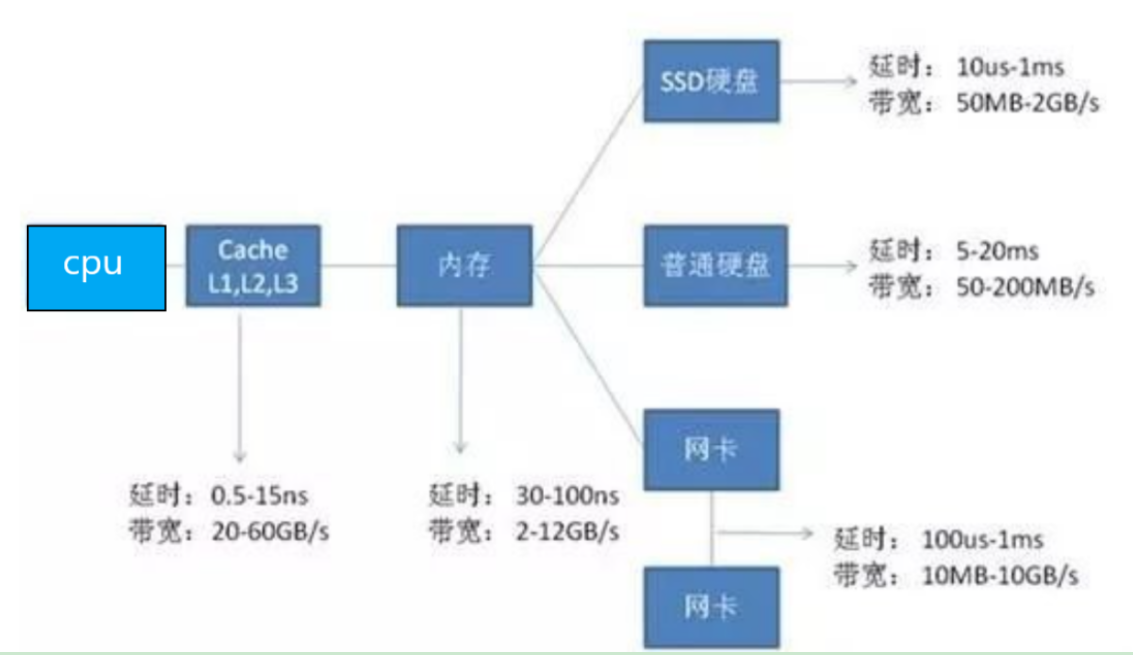 SSD硬盘
延时： 10us-1ms
带宽： 50MB-2GB/s
cpu
Cache
L1,L2,L3
内存
普通硬盘
延时： 5-20ms
带宽： 50-200MB/s
网卡
延时： 0.5-15ns
带宽： 20-60GB/s
延时： 30-100ns
带宽： 2-12GB/s
延时： 100us-1ms
带宽： 10MB-10GB/s
网卡